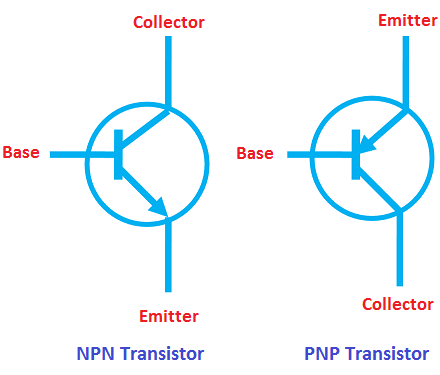 Collector
Emitter
Base
Base
Emitter
Collector
NPN Transistor
PNP Transistor